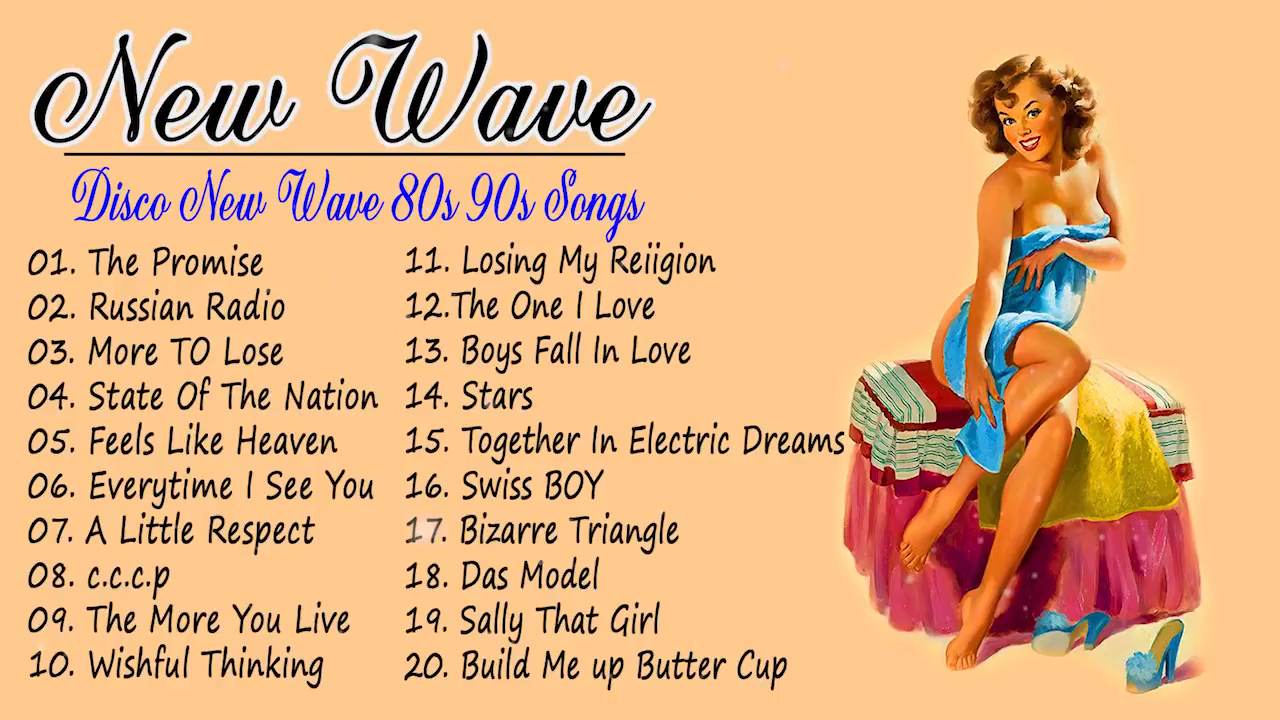 New Wave
Disco New Wave 80s 90s Songs
01. The Promise
02. Russian Radio
03. More TO Lose
04. State Of The Nation
05. Feels Like Heaven
06. Everytime I See You
07. A Little Respect
08. c.c.c.p
09. The More You Live
10. Wishful Thinking
11. Losing My Reiigion
12.The One I Love
13. Boys Fall In Love
14. Stars
15. Together In Electric Dreams
16. Swiss BOY
17. Bizarre Triangle
18. Das Model
19. Sally That Girl
20. Build Me up Butter Cup